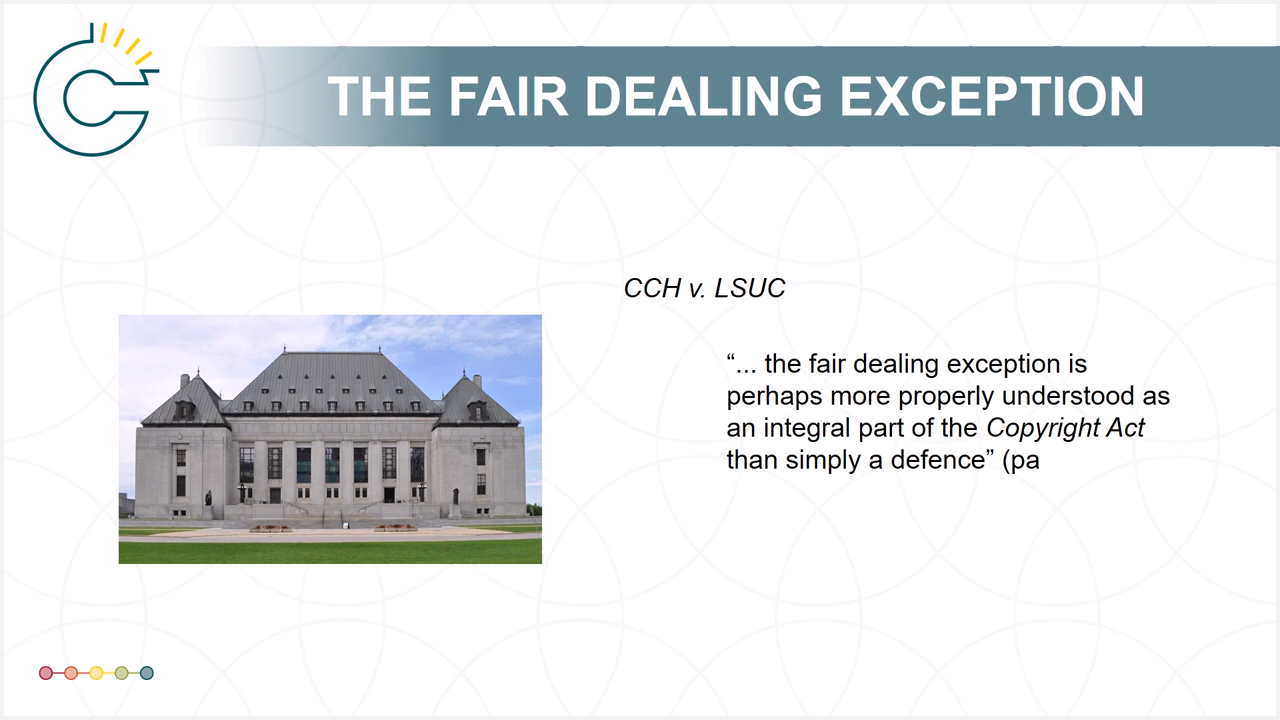 THE FAIR DEALING EXCEPTION
CCH v. LSUC
“... the fair dealing exception is
perhaps more properly understood as
an integral part of the Copyright Act
than simply a defence” (pa